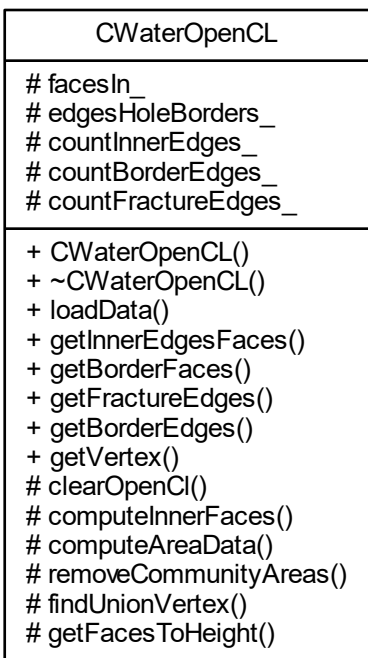 CWaterOpenCL
# facesIn_
# edgesHoleBorders_
# countInnerEdges_
# countBorderEdges_
# countFractureEdges_
+ CWaterOpenCL()
+ ~CWaterOpenCL()
+ loadData()
+ getInnerEdgesFaces()
+ getBorderFaces()
+ getFractureEdges()
+ getBorderEdges()
+ getVertex()
# clearOpenCl()
# computeInnerFaces()
# computeAreaData()
# removeCommunityAreas()
# findUnionVertex()
# getFacesToHeight()